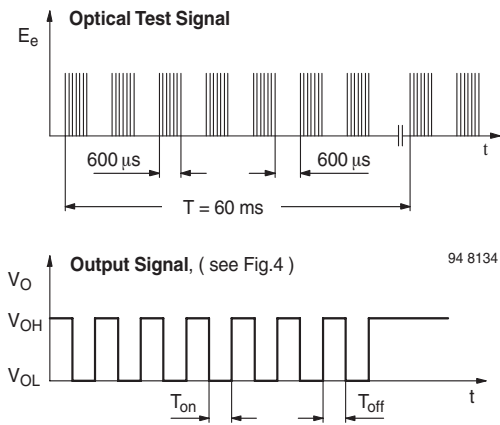 Optical Test Signal
E_e
t
600 μs
600 μs
T = 60 ms
94 8134
Output Signal, ( see Fig.4 )
V_O
V_OH
V_OL
t
T_on
T_off